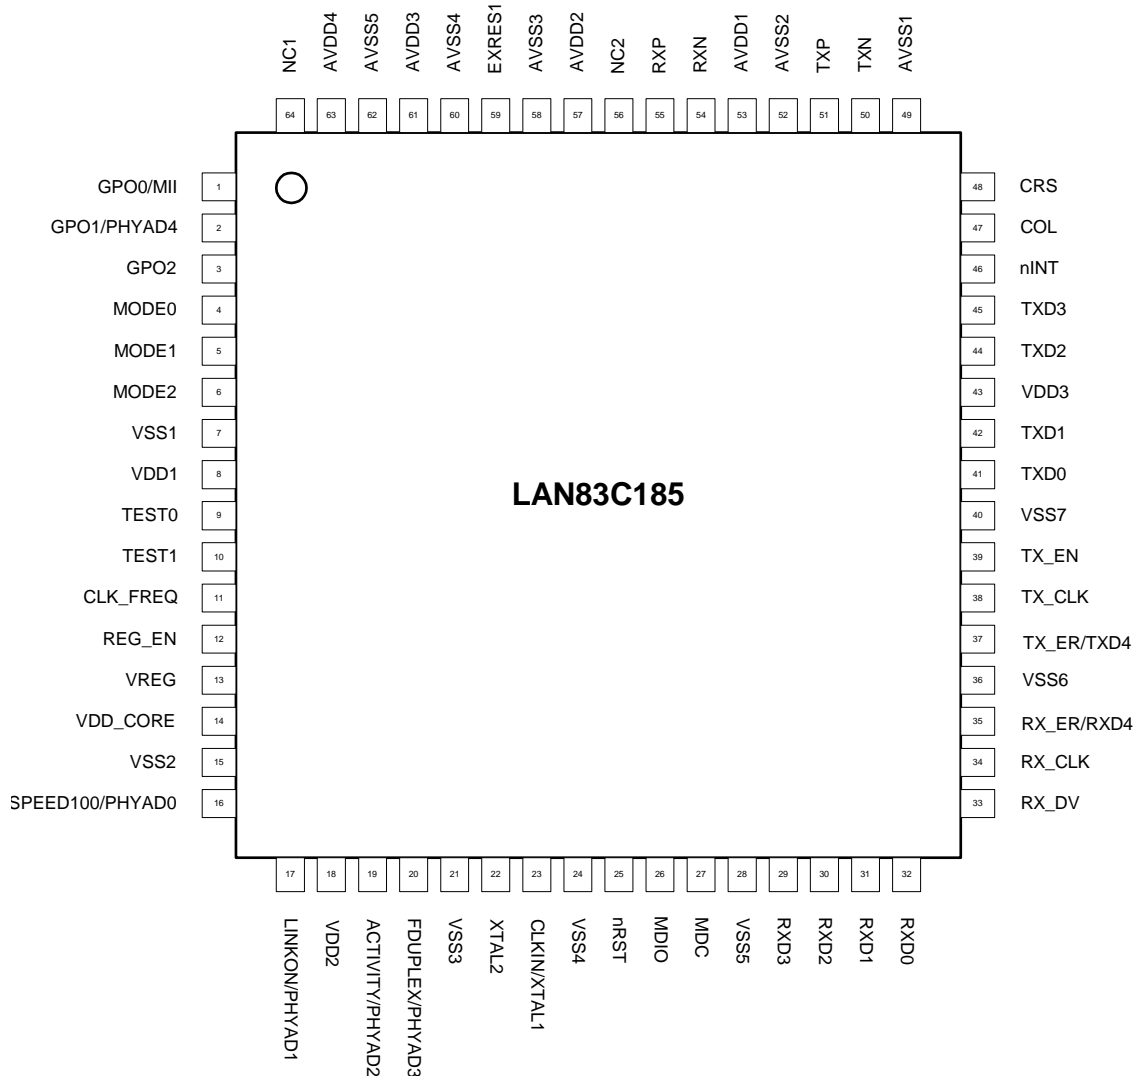 NC1
AVDD4
AVSS5
AVDD3
AVSS4
EXRES1
AVSS3
AVDD2
NC2
RXP
RXN
AVDD1
AVSS2
TXP
TXN
AVSS1
64
63
62
61
60
59
58
57
56
55
54
53
52
51
50
49
GPO0/MII
1
GPO1/PHYAD4
2
GPO2
3
MODE0
4
MODE1
5
MODE2
6
VSS1
7
VDD1
8
TEST0
9
TEST1
10
CLK_FREQ
11
REG_EN
12
VREG
13
VDD_CORE
14
VSS2
15
SPEED100/PHYAD0
16
LAN83C185
48
CRS
47
COL
46
nINT
45
TXD3
44
TXD2
43
VDD3
42
TXD1
41
TXD0
40
VSS7
39
TX_EN
38
TX_CLK
37
TX_ER/TXD4
36
VSS6
35
RX_ER/RXD4
34
RX_CLK
33
RX_DV
17
18
19
20
21
22
23
24
25
26
27
28
29
30
31
32
LINKON/PHYAD1
VDD2
ACTIVITY/PHYAD2
FDUPLEX/PHYAD3
VSS3
XTAL2
CLKIN/XTAL1
VSS4
nRST
MDIO
MDC
VSS5
RXD3
RXD2
RXD1
RXD0